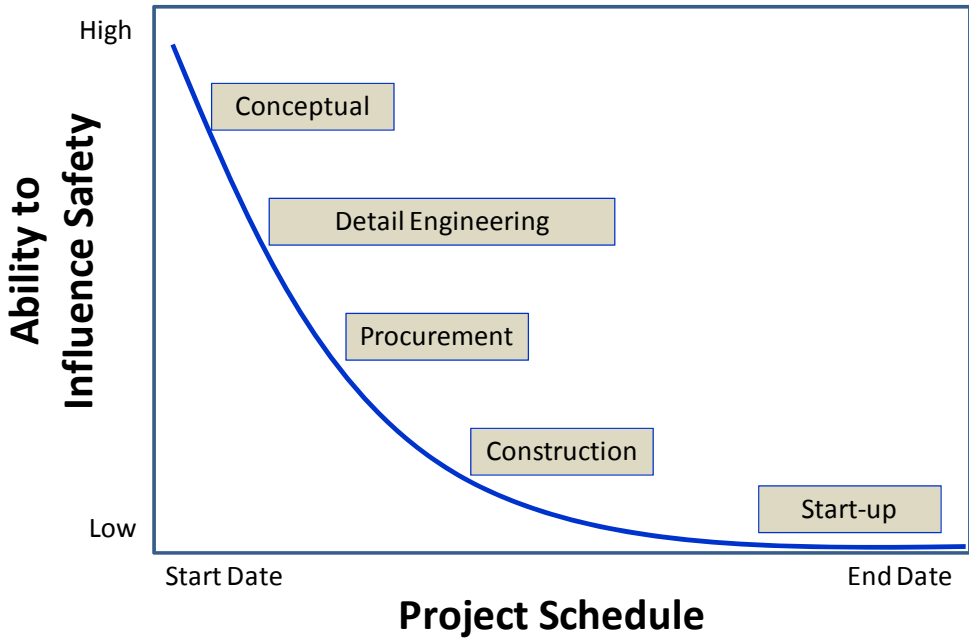 High
Conceptual
Ability to
Influence Safety
Detail Engineering
Procurement
Construction
Start-up
Low
Start Date
End Date
Project Schedule